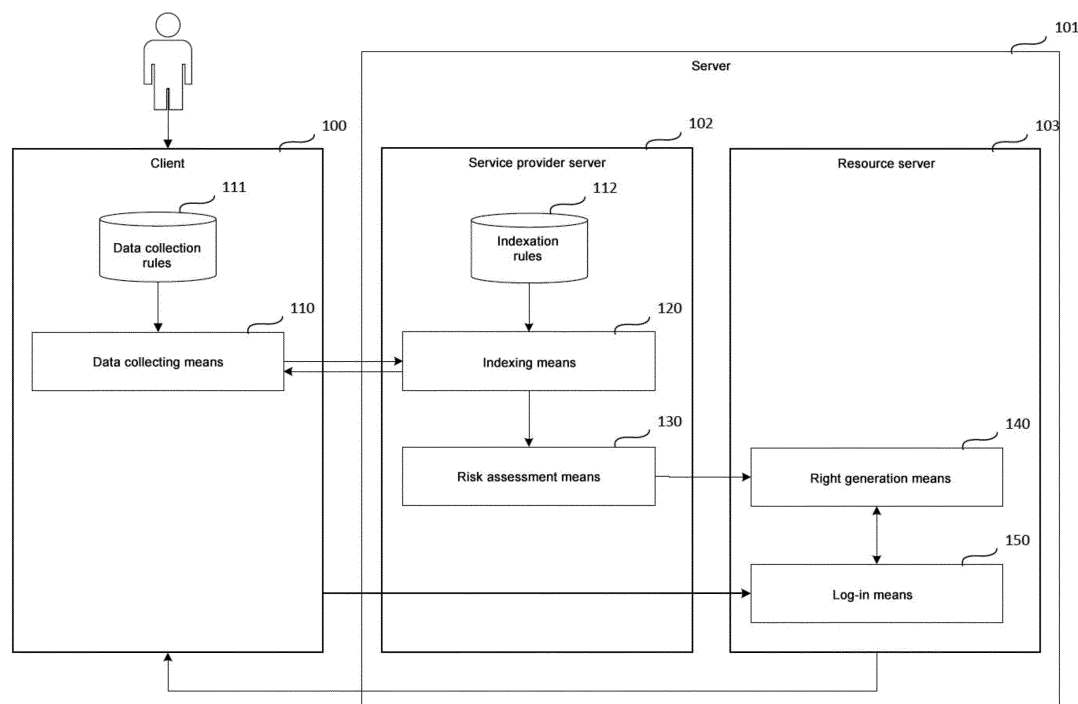 101
Server
100
102
103
Client
Service provider server
Resource server
111
112
Data collection
rules
Indexation
rules
110
120
Data collecting means
Indexing means
130
140
Risk assessment means
Right generation means
150
Log-in means